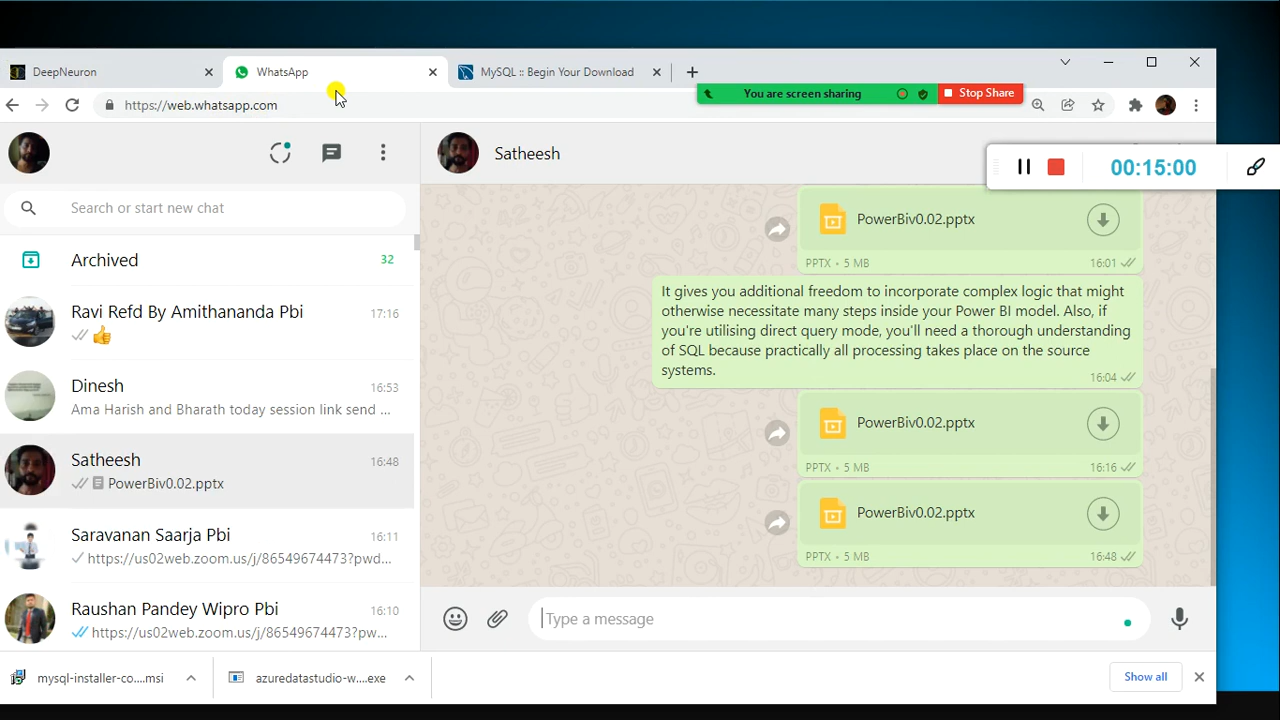 DeepNeuron
WhatsApp
MySQL :: Begin Your Download
https://web.whatsapp.com
You are screen sharing
Stop Share
Satheesh
00:15:00
Search or start new chat
Archived
32
Ravi Refd By Amithananda Pbi
17:16
Dinesh
16:53
Ama Harish and Bharath today session link send ...
Satheesh
16:48
PowerBiv0.02.pptx
Saravanan Saarja Pbi
16:11
https://us02web.zoom.us/j/86549674473?pwd...
Raushan Pandey Wipro Pbi
16:10
https://us02web.zoom.us/j/86549674473?pw...
PowerBiv0.02.pptx
PPTX • 5 MB
16:01
It gives you additional freedom to incorporate complex logic that might
otherwise necessitate many steps inside your Power BI model. Also, if
you're utilising direct query mode, you'll need a thorough understanding
of SQL because practically all processing takes place on the source
systems.
16:04
PowerBiv0.02.pptx
PPTX • 5 MB
16:16
PowerBiv0.02.pptx
PPTX • 5 MB
16:48
Type a message
mysql-installer-co....msi
azuredatastudio-w....exe
Show all